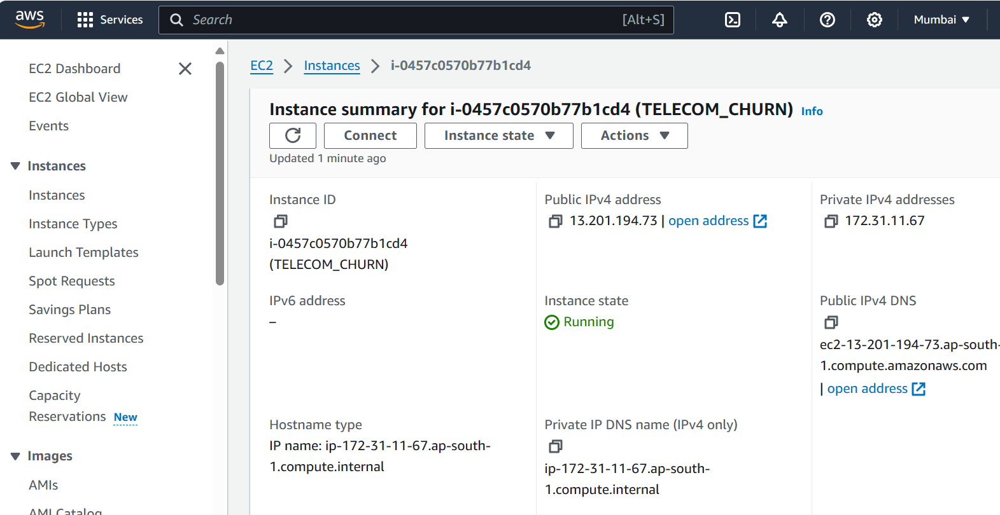 aws
Services
Search
[Alt+S]
Mumbai
EC2 Dashboard
EC2 Global View
Events
Instances
Instances
Instance Types
Launch Templates
Spot Requests
Savings Plans
Reserved Instances
Dedicated Hosts
Capacity
Reservations New
Images
AMIs
AMI Catalog
EC2 Instances i-0457c0570b77b1cd4
Instance summary for i-0457c0570b77b1cd4 (TELECOM_CHURN) Info
Connect
Instance state
Actions
Updated 1 minute ago
Instance ID
i-0457c0570b77b1cd4
(TELECOM_CHURN)
Public IPv4 address
13.201.194.73 | open address
Private IPv4 addresses
172.31.11.67
IPv6 address
–
Instance state
Running
Public IPv4 DNS
ec2-13-201-194-73.ap-south-
1.compute.amazonaws.com
| open address
Hostname type
IP name: ip-172-31-11-67.ap-south-
1.compute.internal
Private IP DNS name (IPv4 only)
ip-172-31-11-67.ap-south-
1.compute.internal